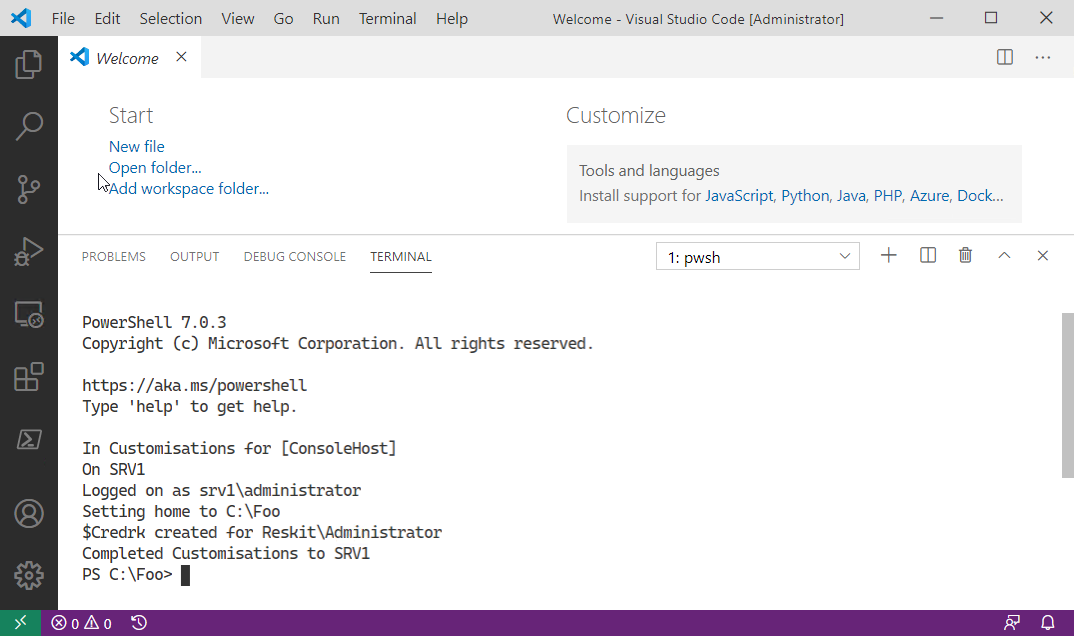 File Edit Selection View Go Run Terminal Help Welcome - Visual Studio Code [Administrator]
Welcome
Start
New file
Open folder...
Add workspace folder...
Customize
Tools and languages
Install support for JavaScript, Python, Java, PHP, Azure, Dock...
PROBLEMS OUTPUT DEBUG CONSOLE TERMINAL 1: pwsh
PowerShell 7.0.3
Copyright (c) Microsoft Corporation. All rights reserved.
https://aka.ms/powershell
Type 'help' to get help.
In Customisations for [ConsoleHost]
On SRV1
Logged on as srv1\administrator
Setting home to C:\Foo
$Credrk created for Reskit\Administrator
Completed Customisations to SRV1
PS C:\Foo>
0 0